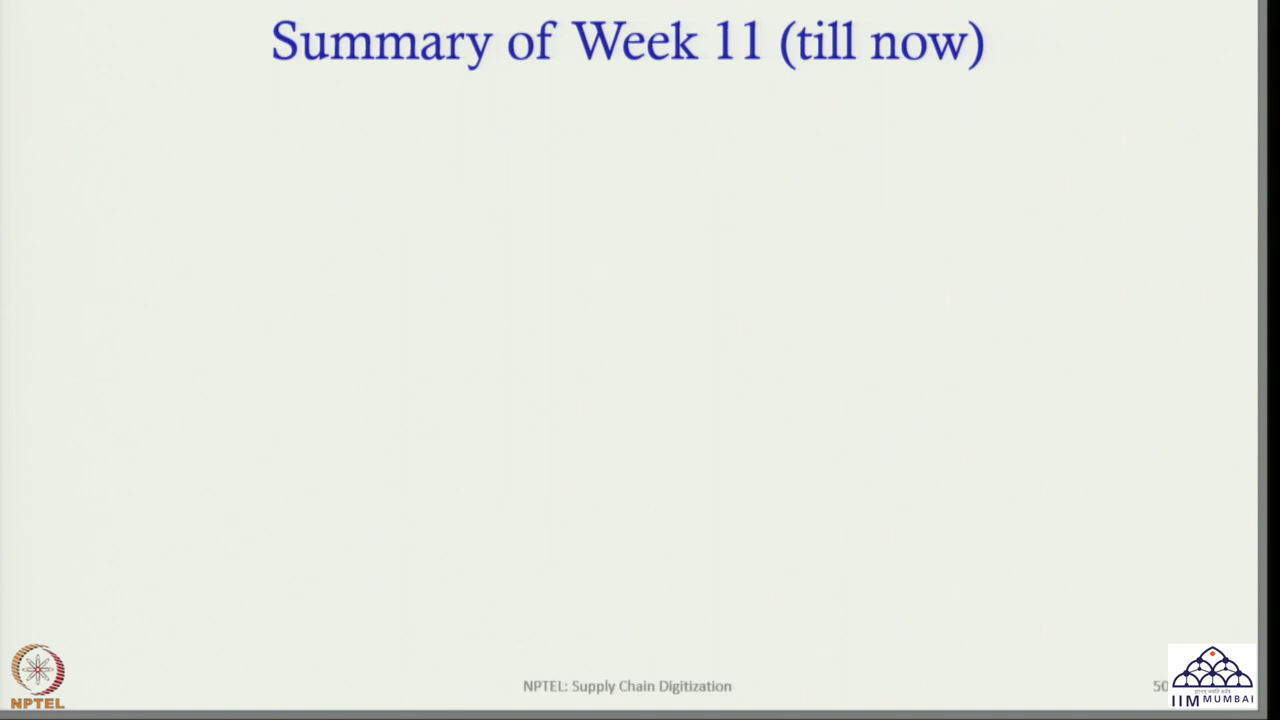 Summary of Week 11 (till now)
NPTEL
NPTEL: Supply Chain Digitization
50
IIM MUMBAI